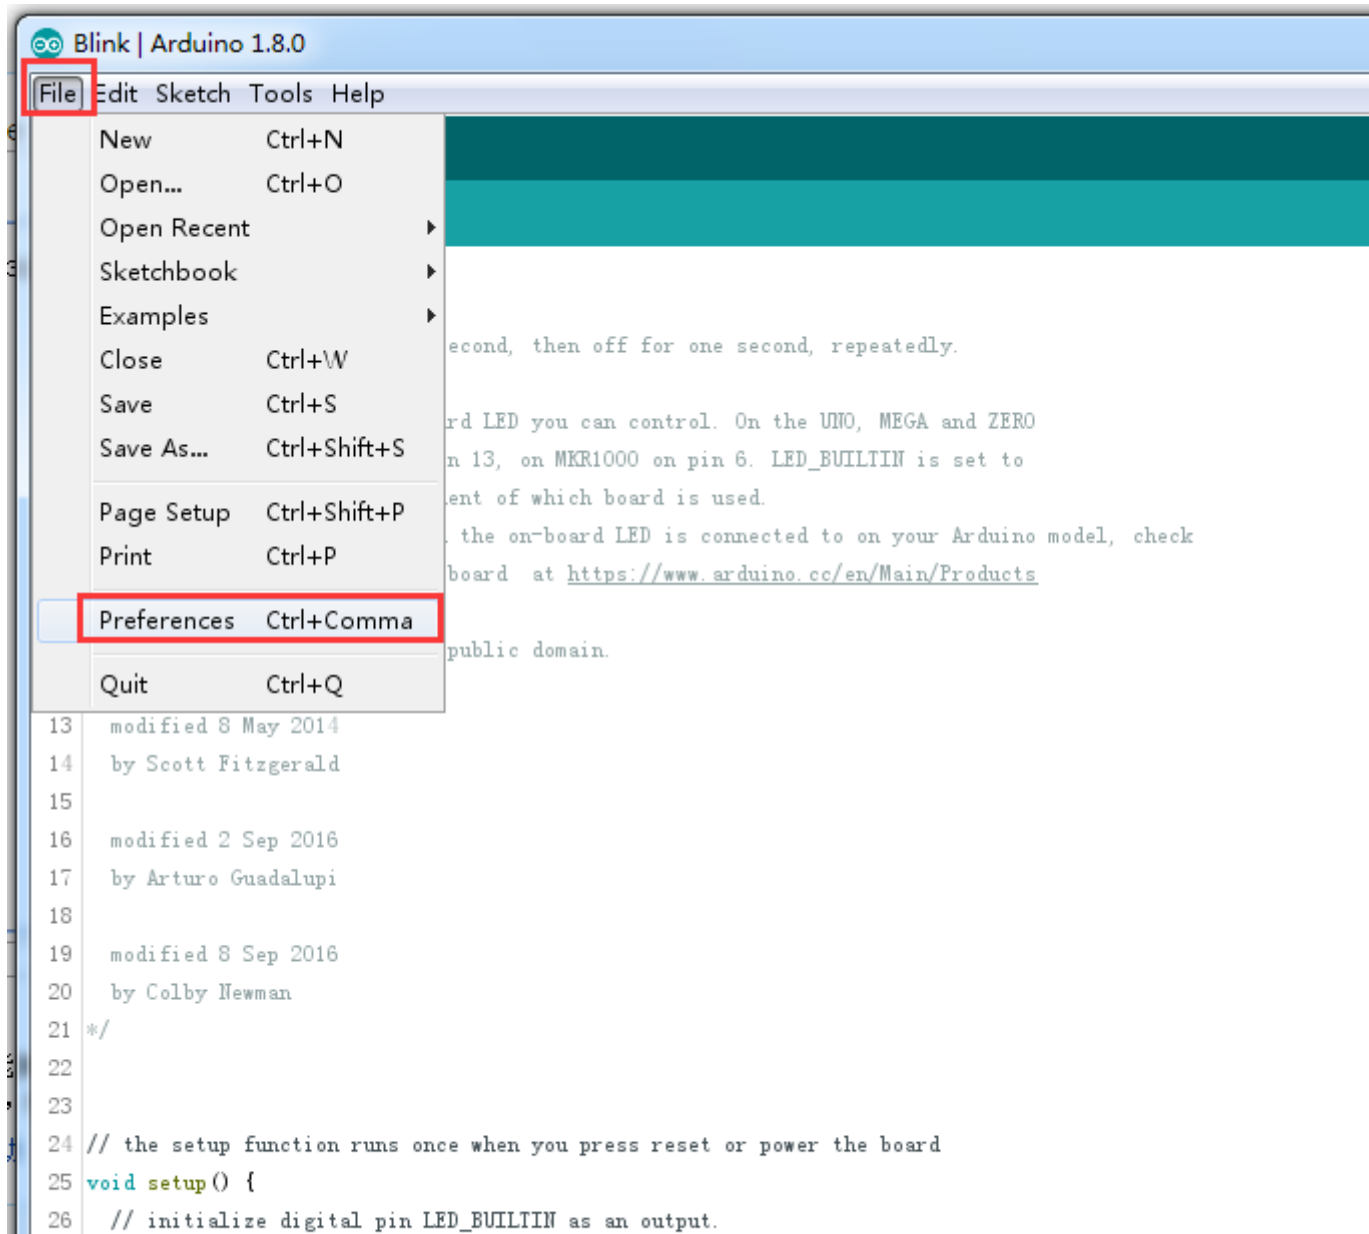 Blink | Arduino 1.8.0
File Edit Sketch Tools Help
New Ctrl+N
Open... Ctrl+O
Open Recent
Sketchbook
Examples
Close Ctrl+W
Save Ctrl+S
Save As... Ctrl+Shift+S
Page Setup Ctrl+Shift+P
Print Ctrl+P
Preferences Ctrl+Comma
Quit Ctrl+Q
econd, then off for one second, repeatedly.
rd LED you can control. On the UNO, MEGA and ZERO
n 13, on MKR1000 on pin 6. LED_BUILTIN is set to
ent of which board is used.
the on-board LED is connected to on your Arduino model, check
board at https://www.arduino.cc/en/Main/Products
public domain.
13 modified 8 May 2014
14 by Scott Fitzgerald
15
16 modified 2 Sep 2016
17 by Arturo Guadalupi
18
19 modified 8 Sep 2016
20 by Colby Newman
21 */
22
23
24 // the setup function runs once when you press reset or power the board
25 void setup() {
26 // initialize digital pin LED_BUILTIN as an output.